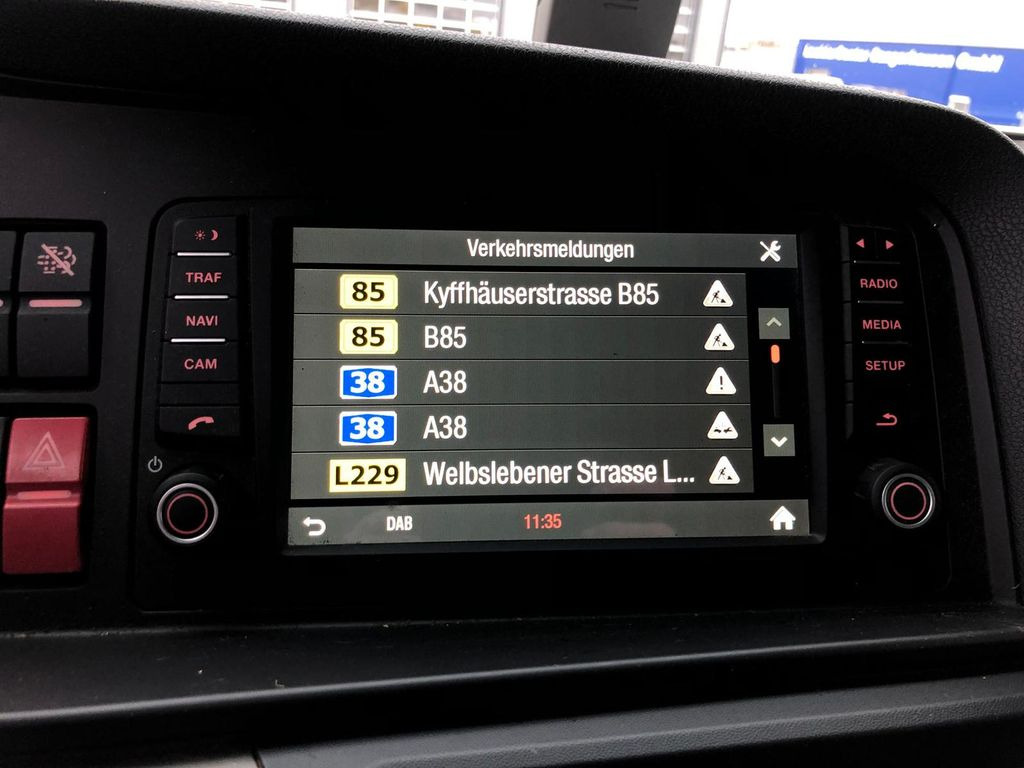 TRAF
NAVI
CAM
Verkehrsmeldungen
85 Kyffhäuserstrasse B85
85 B85
38 A38
38 A38
L229 Welbslebener Strasse L...
DAB 11:35
RADIO
MEDIA
SETUP
GmbH